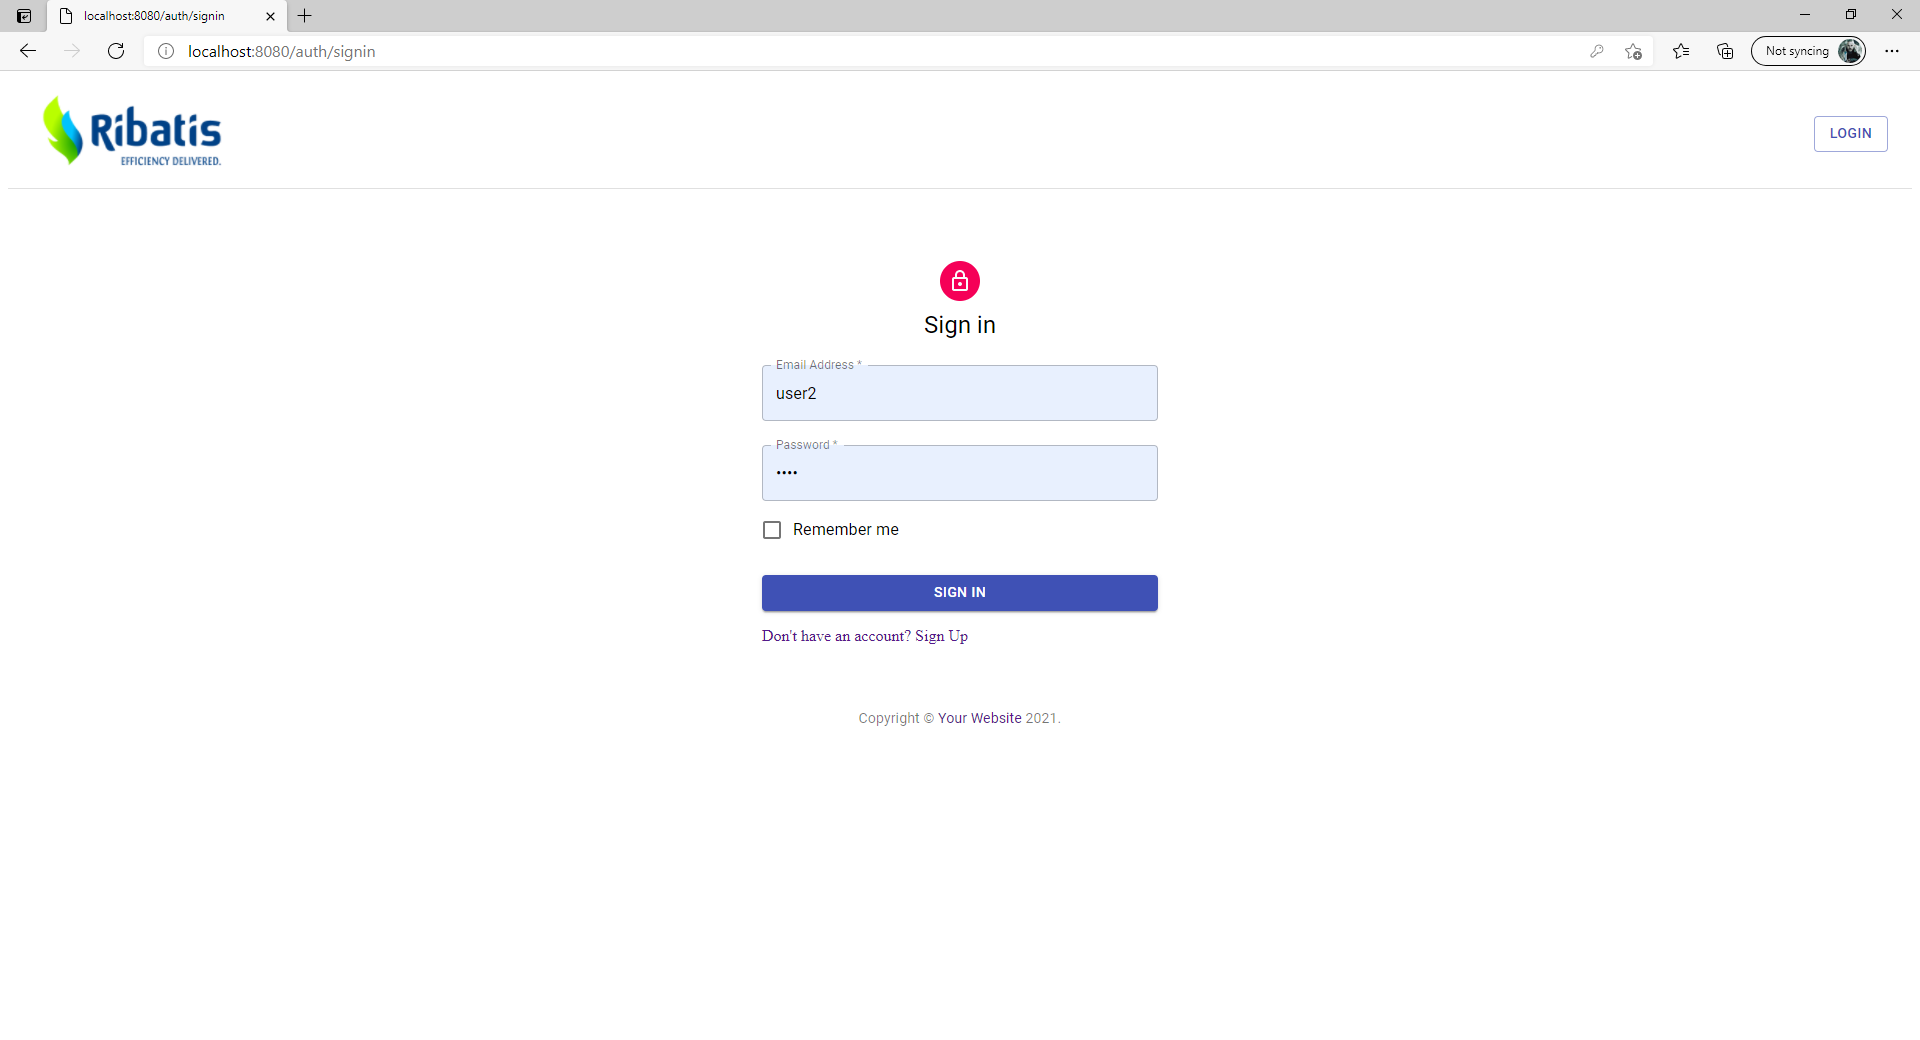 localhost:8080/auth/signin
localhost:8080/auth/signin
Not syncing
Ribatis
EFFICIENCY DELIVERED.
LOGIN
Sign in
Email Address *
user2
Password *
••••
Remember me
SIGN IN
Don't have an account? Sign Up
Copyright © Your Website 2021.